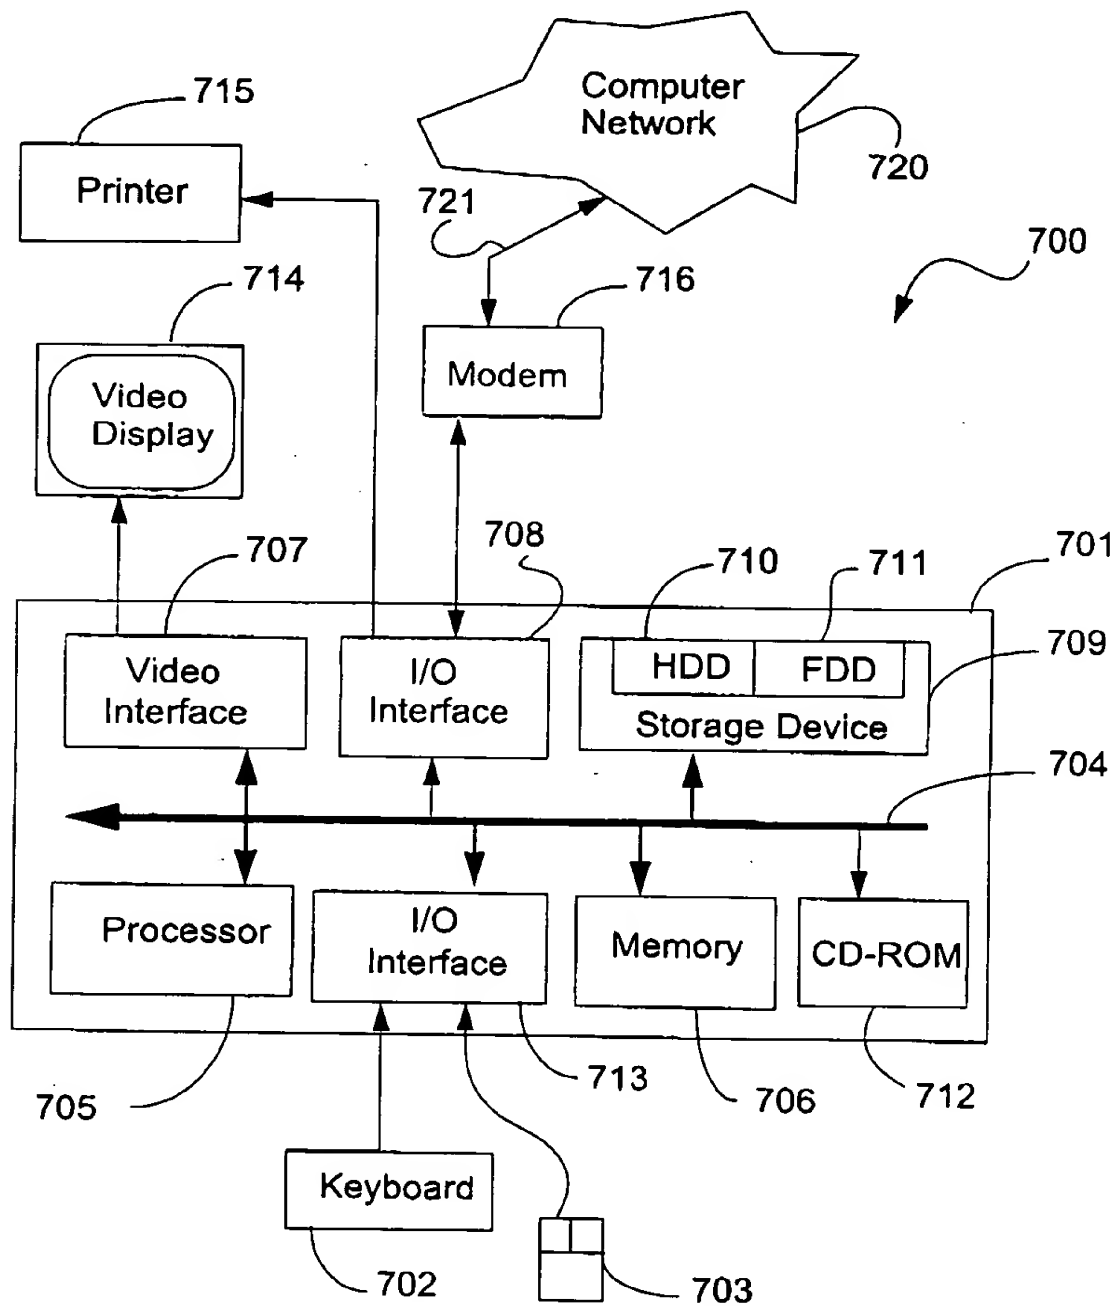 715
Printer
Computer
Network
720
721
700
714
716
Video
Display
Modem
707
708
710
711
701
Video
Interface
I/O
Interface
HDD
FDD
Storage Device
709
704
Processor
I/O
Interface
Memory
CD-ROM
705
713
706
712
Keyboard
702
703